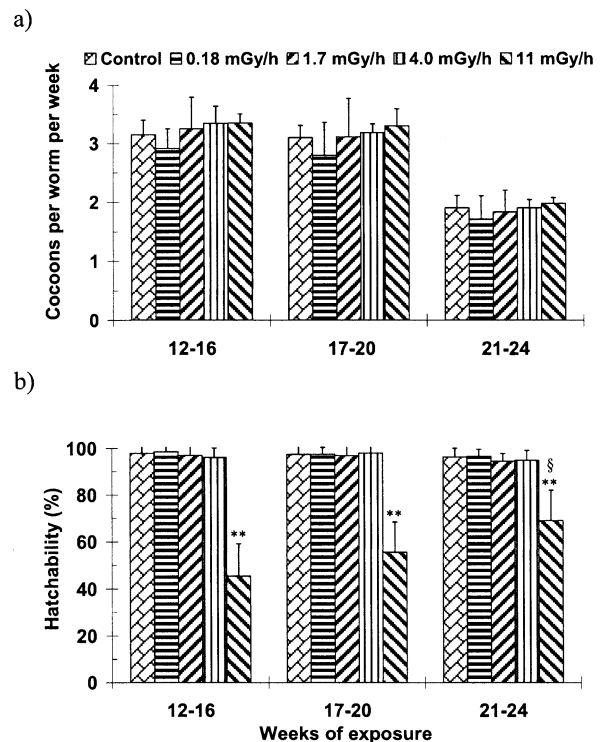 a)
Control 0.18 mGy/h 1.7 mGy/h 4.0 mGy/h 11 mGy/h
Cocoons per worm per week
4
3
2
1
0
12-16 17-20 21-24
b)
Hatchability (%)
100
80
60
40
20
0
**
**
§
**
12-16 17-20 21-24
Weeks of exposure